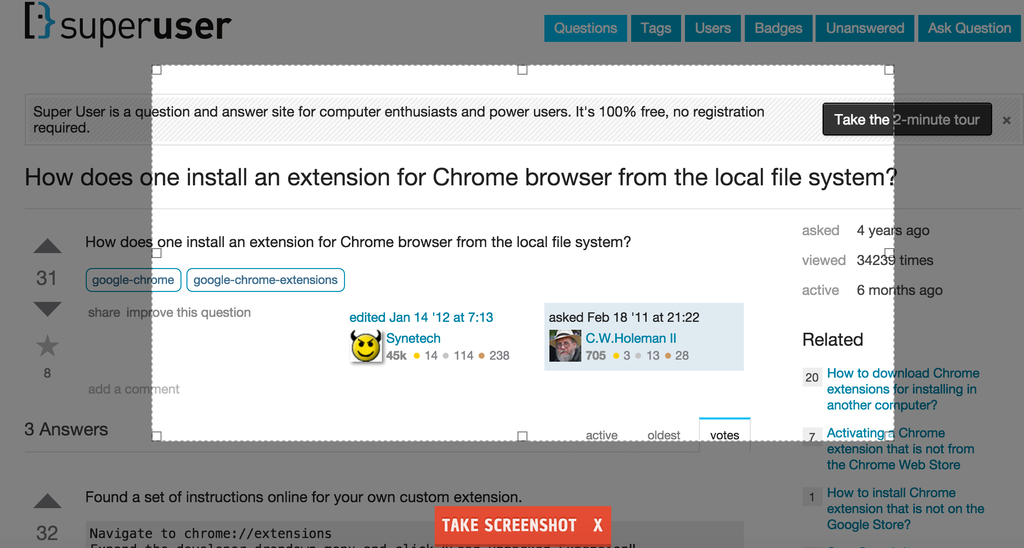 [:} superuser
Questions Tags Users Badges Unanswered Ask Question
Super User is a question and answer site for computer enthusiasts and power users. It's 100% free, no registration
required.
Take the 2-minute tour ×
How does one install an extension for Chrome browser from the local file system?
31
How does one install an extension for Chrome browser from the local file system?
google-chrome google-chrome-extensions
share improve this question
edited Jan 14 '12 at 7:13
Synetech
45k 14 114 238
asked Feb 18 '11 at 21:22
C.W.Holeman II
705 3 13 28
8
add a comment
asked 4 years ago
viewed 34239 times
active 6 months ago
Related
20 How to download Chrome
extensions for installing in
another computer?
7 Activating a Chrome
extension that is not from
the Chrome Web Store
1 How to install Chrome
extension that is not on the
Google Store?
3 Answers
active oldest votes
32
Found a set of instructions online for your own custom extension.
Navigate to chrome://extensions
TAKE SCREENSHOT X